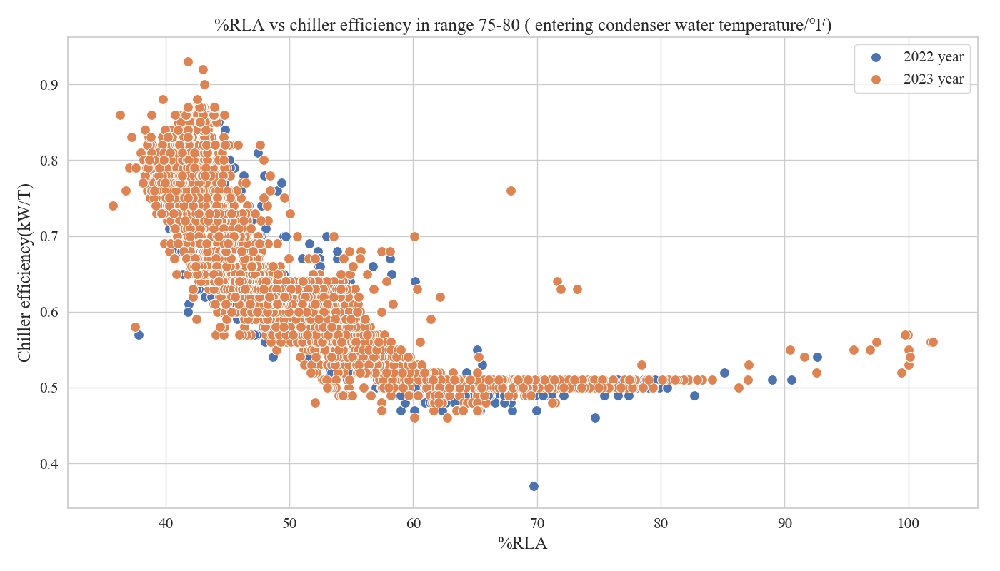 %RLA vs chiller efficiency in range 75-80 ( entering condenser water temperature/°F)
2022 year
2023 year
0.9
0.8
0.7
0.6
0.5
0.4
Chiller efficiency(kW/T)
40 50 60 70 80 90 100
%RLA